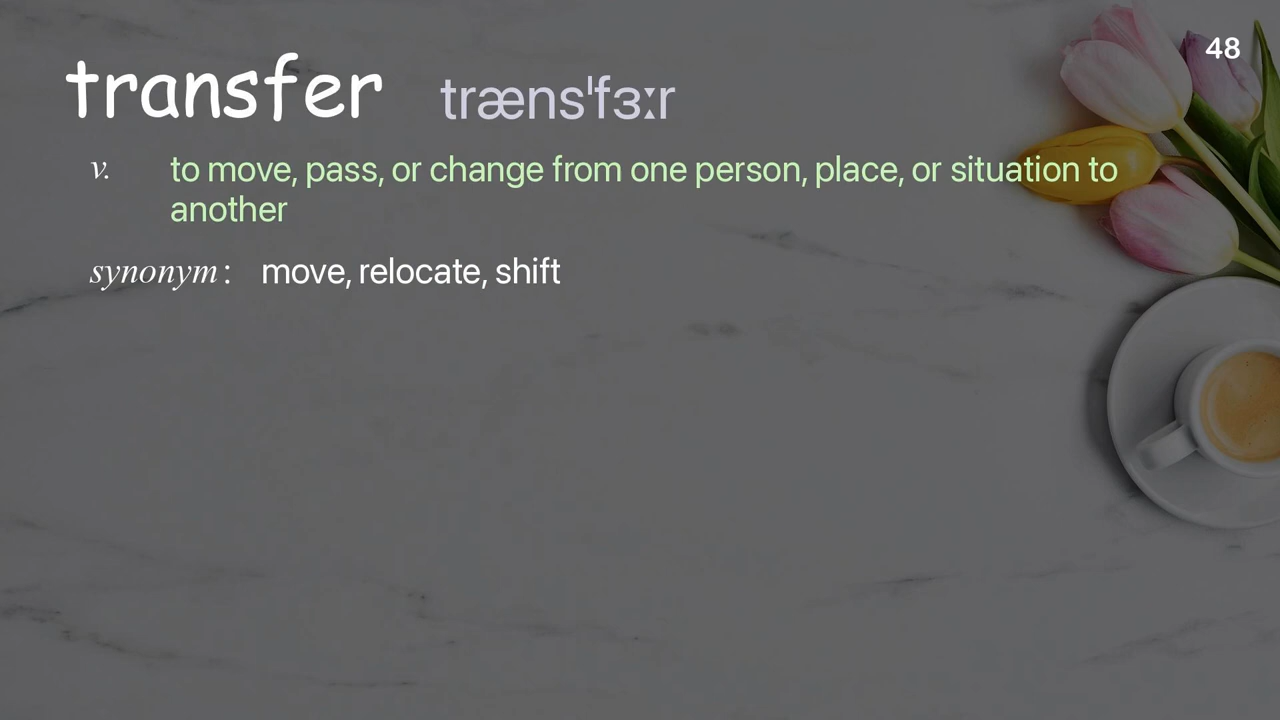 48
transfer trænsˈfɜːr
v. to move, pass, or change from one person, place, or situation to
another
synonym: move, relocate, shift